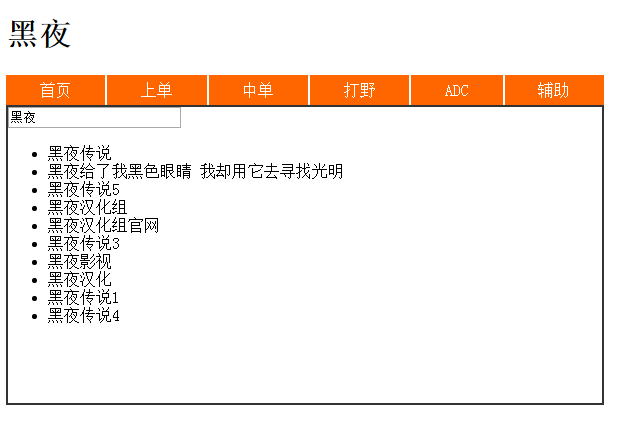 黑夜
首页 上单 中单 打野 ADC 辅助
黑夜
黑夜传说
黑夜给了我黑色眼睛 我却用它去寻找光明
黑夜传说5
黑夜汉化组
黑夜汉化组官网
黑夜传说3
黑夜影视
黑夜汉化
黑夜传说1
黑夜传说4